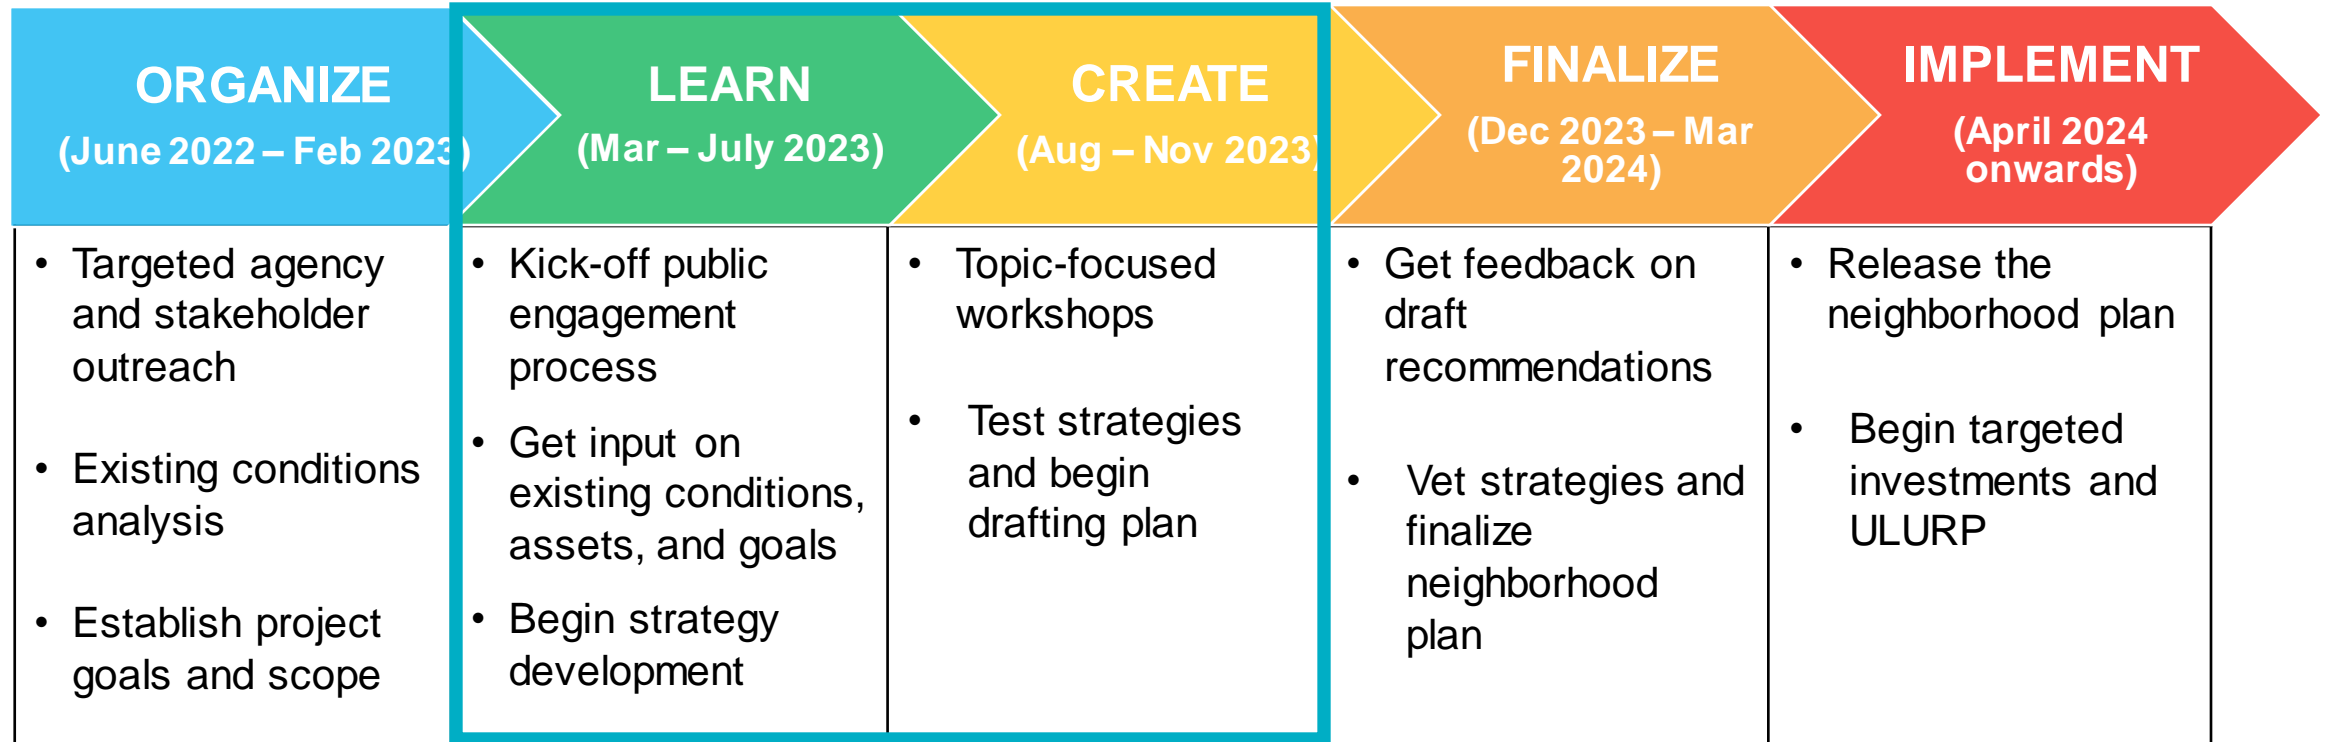 ORGANIZE
(June 2022 – Feb 2023)
LEARN
(Mar – July 2023)
CREATE
(Aug – Nov 2023)
FINALIZE
(Dec 2023 – Mar
2024)
IMPLEMENT
(April 2024
onwards)
• Targeted agency
and stakeholder
outreach
• Existing conditions
analysis
• Establish project
goals and scope
• Kick-off public
engagement
process
• Get input on
existing conditions,
assets, and goals
• Begin strategy
development
• Topic-focused
workshops
• Test strategies
and begin
drafting plan
• Get feedback on
draft
recommendations
• Vet strategies and
finalize
neighborhood
plan
• Release the
neighborhood plan
• Begin targeted
investments and
ULURP